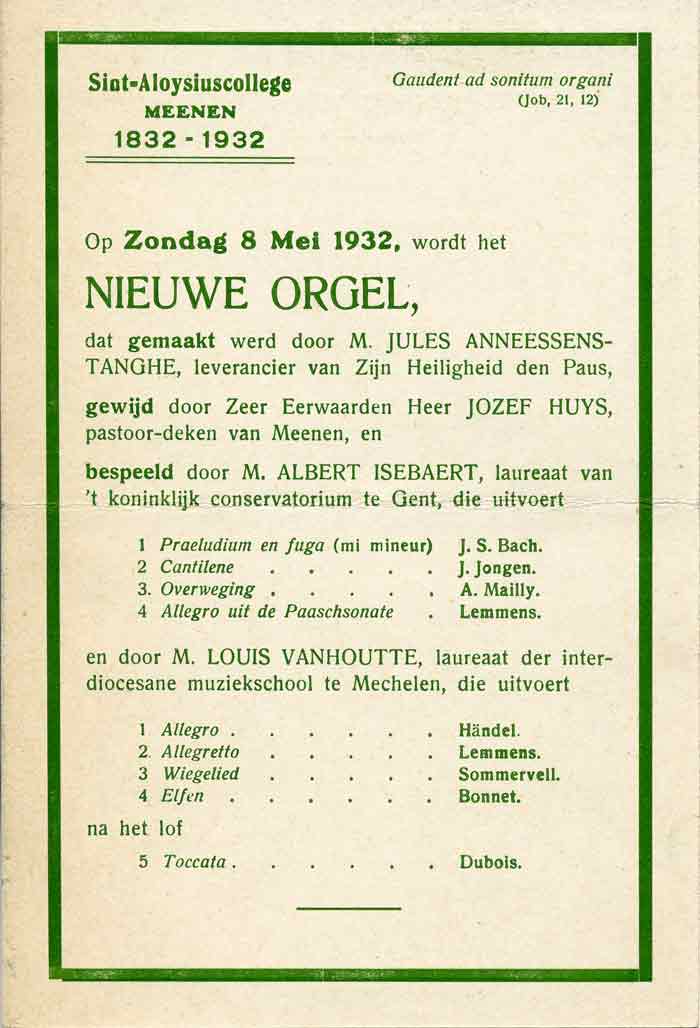 Sint-Aloysiuscollege
MEENEN
1832 - 1932
Gaudent ad sonitum organi
(Job, 21, 12)
Op Zondag 8 Mei 1932, wordt het
NIEUWE ORGEL,
dat gemaakt werd door M. JULES ANNEESSENS-
TANGHE, leverancier van Zijn Heiligheid den Paus,
gewijd door Zeer Eerwaarden Heer JOZEF HUYS,
pastoor-deken van Meenen, en
bespeeld door M. ALBERT ISEBAERT, laureaat van
't koninklijk conservatorium te Gent, die uitvoert
1 Praeludium en fuga (mi mineur) J. S. Bach.
2 Cantilene . . . . . J. Jongen.
3. Overweging . . . . . A. Mailly.
4 Allegro uit de Paaschsonate . Lemmens.
en door M. LOUIS VANHOUTTE, laureaat der inter-
diocesane muziekschool te Mechelen, die uitvoert
1 Allegro . . . . . . Händel.
2. Allegretto . . . . . Lemmens.
3 Wiegelied . . . . . Sommervell.
4 Elfen . . . . . . Bonnet.
na het lof
5 Toccata . . . . . . Dubois.